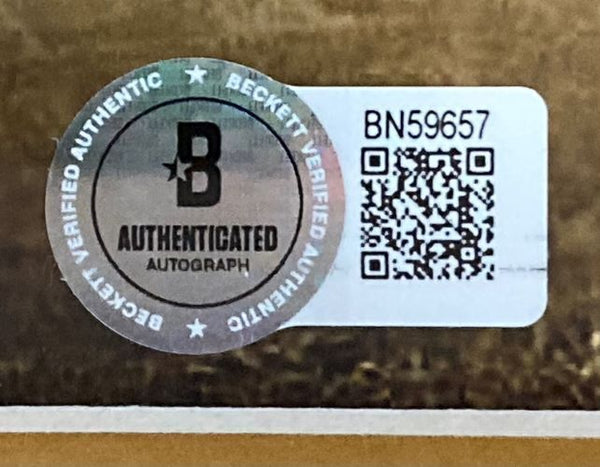 BECKETT VERIFIED AUTHENTIC ★ BECKETT VERIFIED AUTHENTIC ★
B
AUTHENTICATED
AUTOGRAPH
BN59657